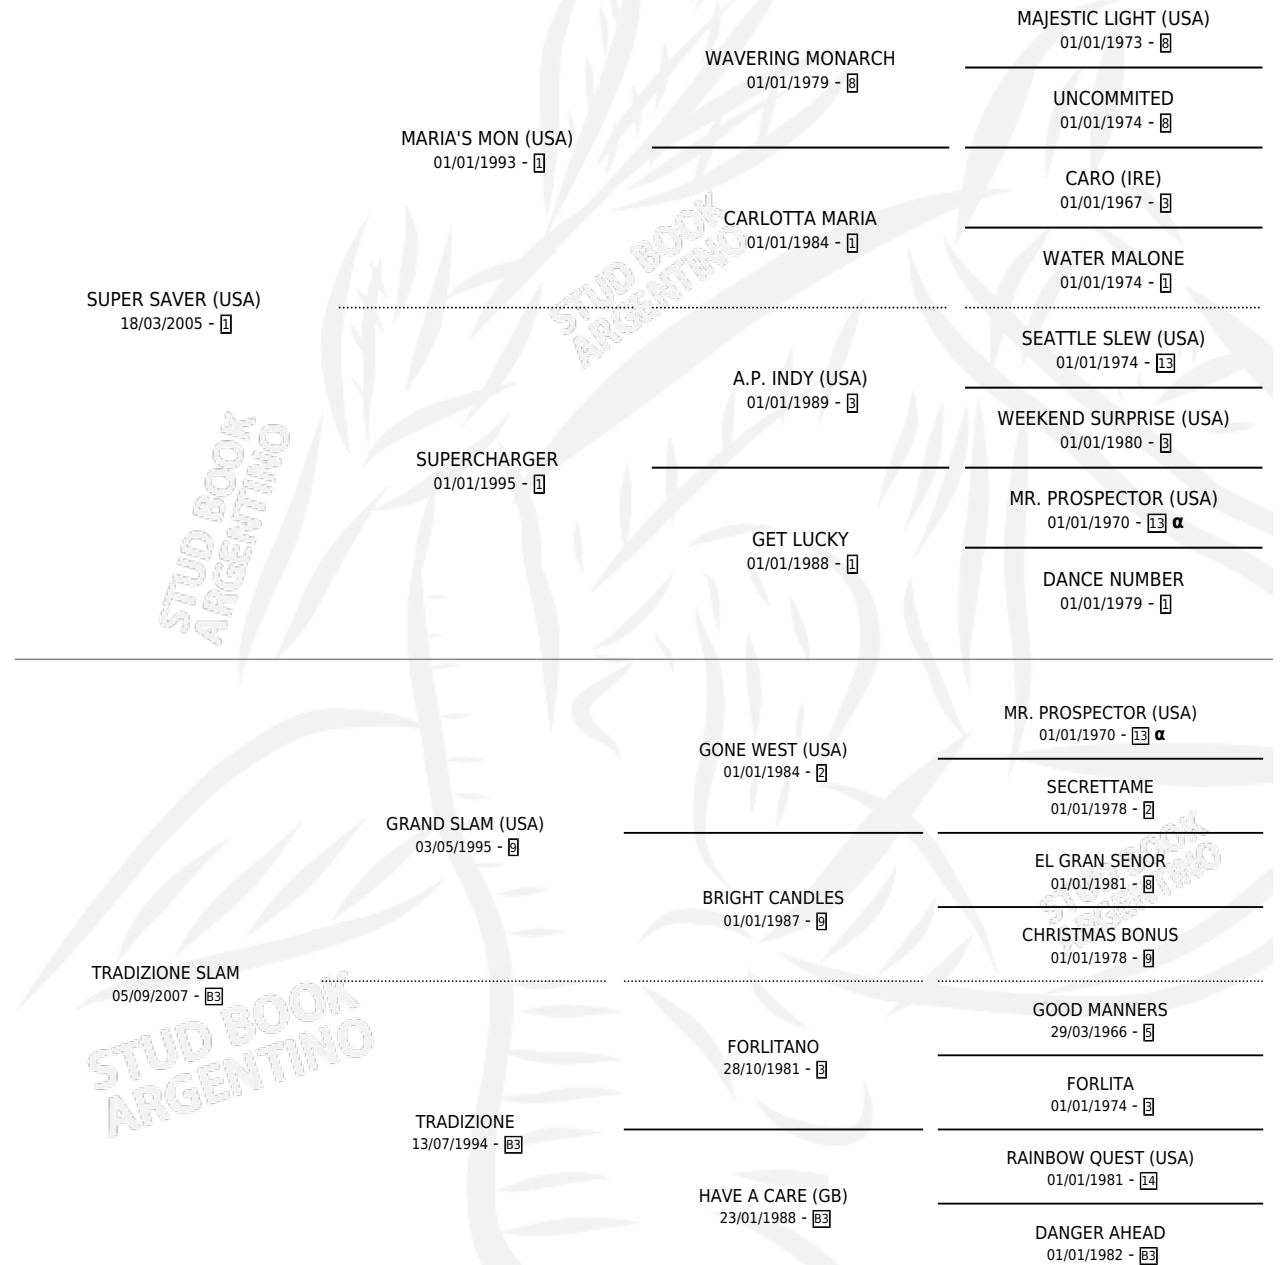 MAJESTIC LIGHT (USA)
01/01/1973 - 8
WAVERING MONARCH
01/01/1979 - 8
UNCOMMITED
01/01/1974 - 8
MARIA'S MON (USA)
01/01/1993 - 1
CARO (IRE)
01/01/1967 - 3
CARLOTTA MARIA
01/01/1984 - 1
WATER MALONE
01/01/1974 - 1
SUPER SAVER (USA)
18/03/2005 - 1
SEATTLE SLEW (USA)
01/01/1974 - 13
A.P. INDY (USA)
01/01/1989 - 3
WEEKEND SURPRISE (USA)
01/01/1980 - 3
SUPERCHARGER
01/01/1995 - 1
MR. PROSPECTOR (USA)
01/01/1970 - 13 α
GET LUCKY
01/01/1988 - 1
DANCE NUMBER
01/01/1979 - 1
MR. PROSPECTOR (USA)
01/01/1970 - 13 α
GONE WEST (USA)
01/01/1984 - 2
SECRETTAME
01/01/1978 - 2
GRAND SLAM (USA)
03/05/1995 - 9
EL GRAN SENOR
01/01/1981 - 8
BRIGHT CANDLES
01/01/1987 - 9
CHRISTMAS BONUS
01/01/1978 - 9
TRADIZIONE SLAM
05/09/2007 - B3
GOOD MANNERS
29/03/1966 - 5
FORLITANO
28/10/1981 - 3
FORLITA
01/01/1974 - 3
TRADIZIONE
13/07/1994 - B3
RAINBOW QUEST (USA)
01/01/1981 - 14
HAVE A CARE (GB)
23/01/1988 - B3
DANGER AHEAD
01/01/1982 - B3
STUD BOOK
ARGENTINO
STUD BOOK
ARGENTINO
STUD BOOK
ARGENTINO
STUD BOOK
ARGENTINO